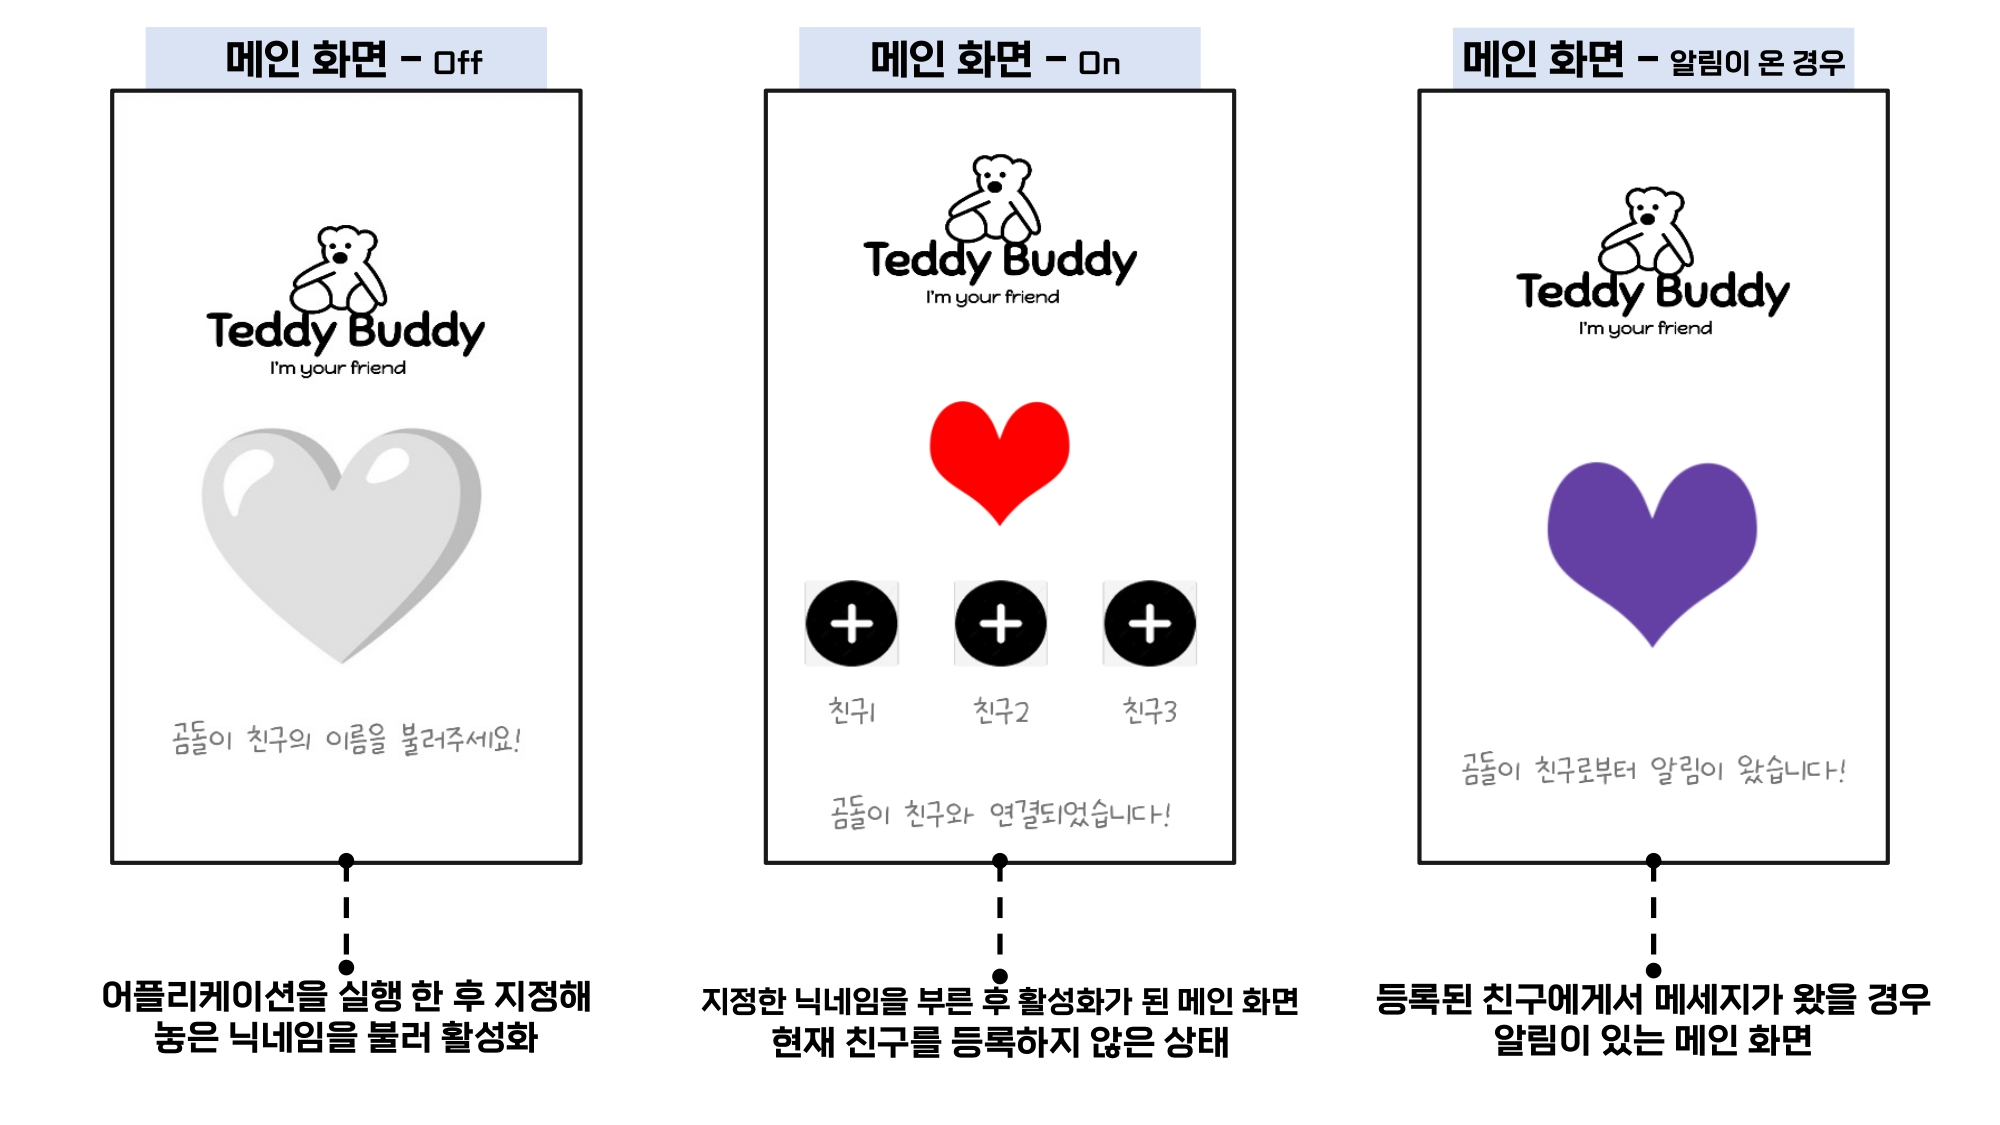 메인 화면 - Off
Teddy Buddy
I'm your friend
곰돌이 친구의 이름을 불러주세요!
어플리케이션을 실행 한 후 지정해
놓은 닉네임을 불러 활성화
메인 화면 - On
Teddy Buddy
I'm your friend
친구1 친구2 친구3
곰돌이 친구와 연결되었습니다!
지정한 닉네임을 부른 후 활성화가 된 메인 화면
현재 친구를 등록하지 않은 상태
메인 화면 - 알림이 온 경우
Teddy Buddy
I'm your friend
곰돌이 친구로부터 알림이 왔습니다!
등록된 친구에게서 메세지가 왔을 경우
알림이 있는 메인 화면